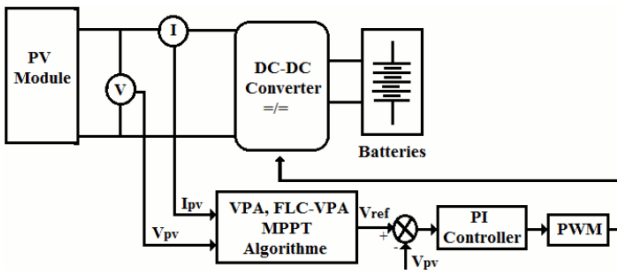 PV
Module
I
V
DC-DC
Converter
=/=
Batteries
Ipv
Vpv
VPA, FLC-VPA
MPPT
Algorithme
Vref
+
-
Vpv
PI
Controller
PWM